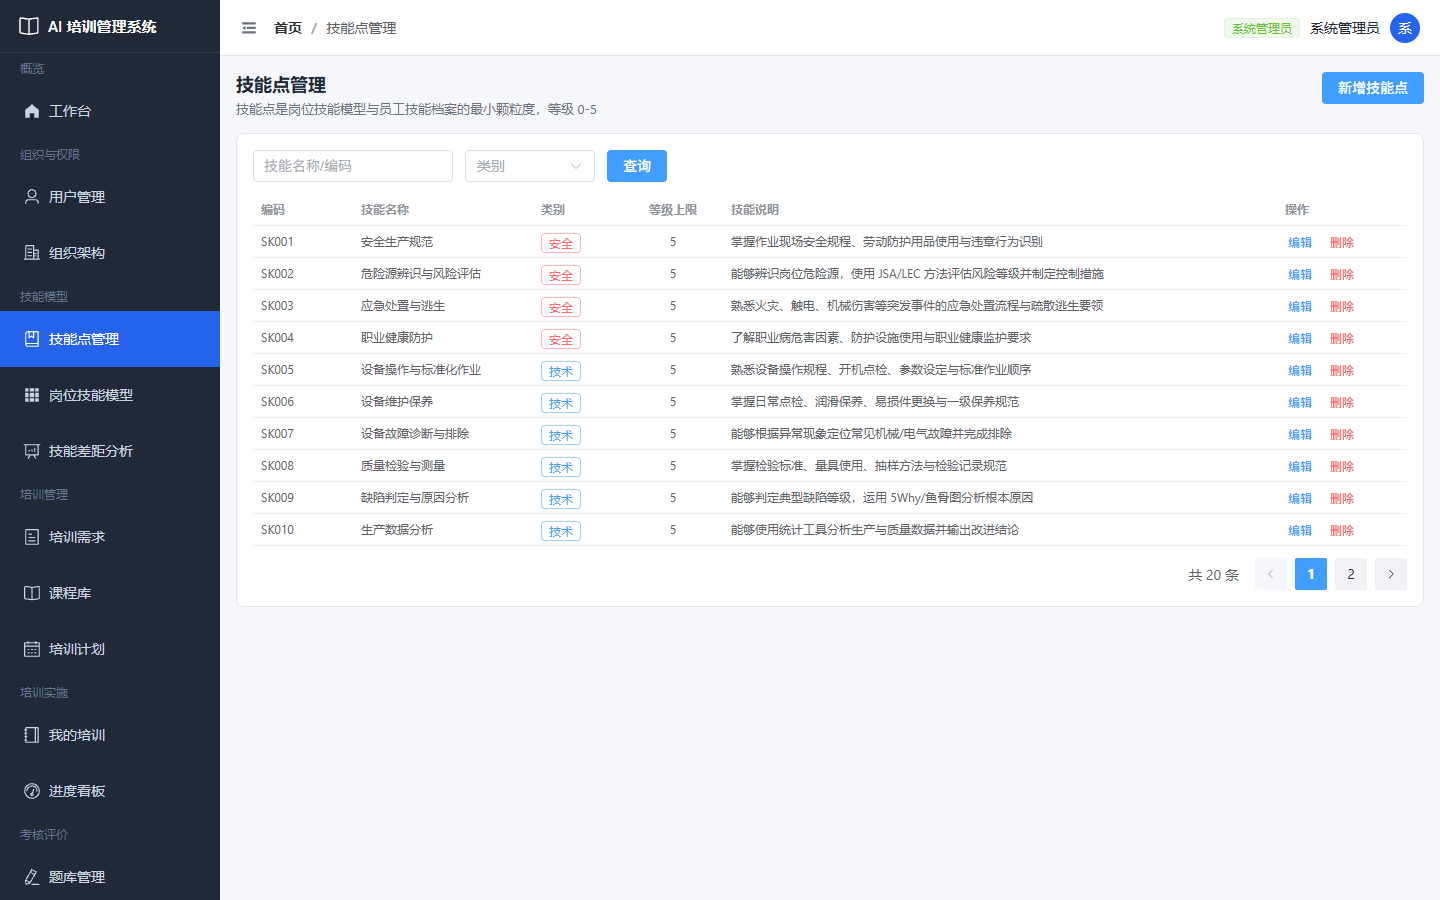 AI 培训管理系统
概览
工作台
组织与权限
用户管理
组织架构
技能模型
技能点管理
岗位技能模型
技能差距分析
培训管理
培训需求
课程库
培训计划
培训实施
我的培训
进度看板
考核评价
题库管理
首页 / 技能点管理
系统管理员 系统管理员 系
技能点管理
技能点是岗位技能模型与员工技能档案的最小颗粒度，等级 0-5
新增技能点
技能名称/编码 类别 查询
编码 技能名称 类别 等级上限 技能说明 操作
SK001 安全生产规范 安全 5 掌握作业现场安全规程、劳动防护用品使用与违章行为识别 编辑 删除
SK002 危险源辨识与风险评估 安全 5 能够辨识岗位危险源，使用 JSA/LEC 方法评估风险等级并制定控制措施 编辑 删除
SK003 应急处置与逃生 安全 5 熟悉火灾、触电、机械伤害等突发事件的应急处置流程与疏散逃生要领 编辑 删除
SK004 职业健康防护 安全 5 了解职业病危害因素、防护设施使用与职业健康监护要求 编辑 删除
SK005 设备操作与标准化作业 技术 5 熟悉设备操作规程、开机点检、参数设定与标准作业顺序 编辑 删除
SK006 设备维护保养 技术 5 掌握日常点检、润滑保养、易损件更换与一级保养规范 编辑 删除
SK007 设备故障诊断与排除 技术 5 能够根据异常现象定位常见机械/电气故障并完成排除 编辑 删除
SK008 质量检验与测量 技术 5 掌握检验标准、量具使用、抽样方法与检验记录规范 编辑 删除
SK009 缺陷判定与原因分析 技术 5 能够判定典型缺陷等级，运用 5Why/鱼骨图分析根本原因 编辑 删除
SK010 生产数据分析 技术 5 能够使用统计工具分析生产与质量数据并输出改进结论 编辑 删除
共 20 条 1 2